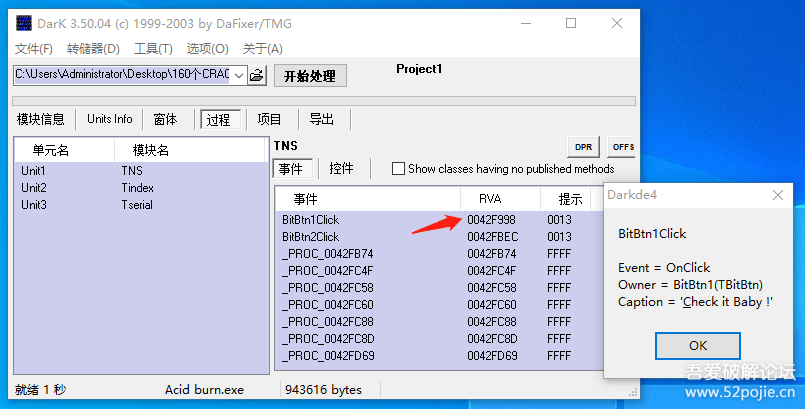 DarK 3.50.04 (c) 1999-2003 by DaFixer/TMG
文件(F) 转储器(D) 工具(T) 选项(O) 关于(A)
C:\Users\Administrator\Desktop\160个CRAC
开始处理
Project1
模块信息 Units Info 窗体 过程 项目 导出
单元名 模块名
Unit1 TNS
Unit2 Tindex
Unit3 Tserial
TNS
DPR OFFS
事件 控件 Show classes having no published methods
事件 RVA 提示
BitBtn1Click 0042F998 0013
BitBtn2Click 0042FBEC 0013
_PROC_0042FB74 0042FB74 FFFF
_PROC_0042FC4F 0042FC4F FFFF
_PROC_0042FC58 0042FC58 FFFF
_PROC_0042FC60 0042FC60 FFFF
_PROC_0042FC88 0042FC88 FFFF
_PROC_0042FC8D 0042FC8D FFFF
_PROC_0042FD69 0042FD69 FFFF
就绪 1 秒 Acid burn.exe 943616 bytes
Darkde4
BitBtn1Click
Event = OnClick
Owner = BitBtn1(TBitBtn)
Caption = 'Check it Baby !'
OK
吾爱破解论坛
www.52pojie.cn